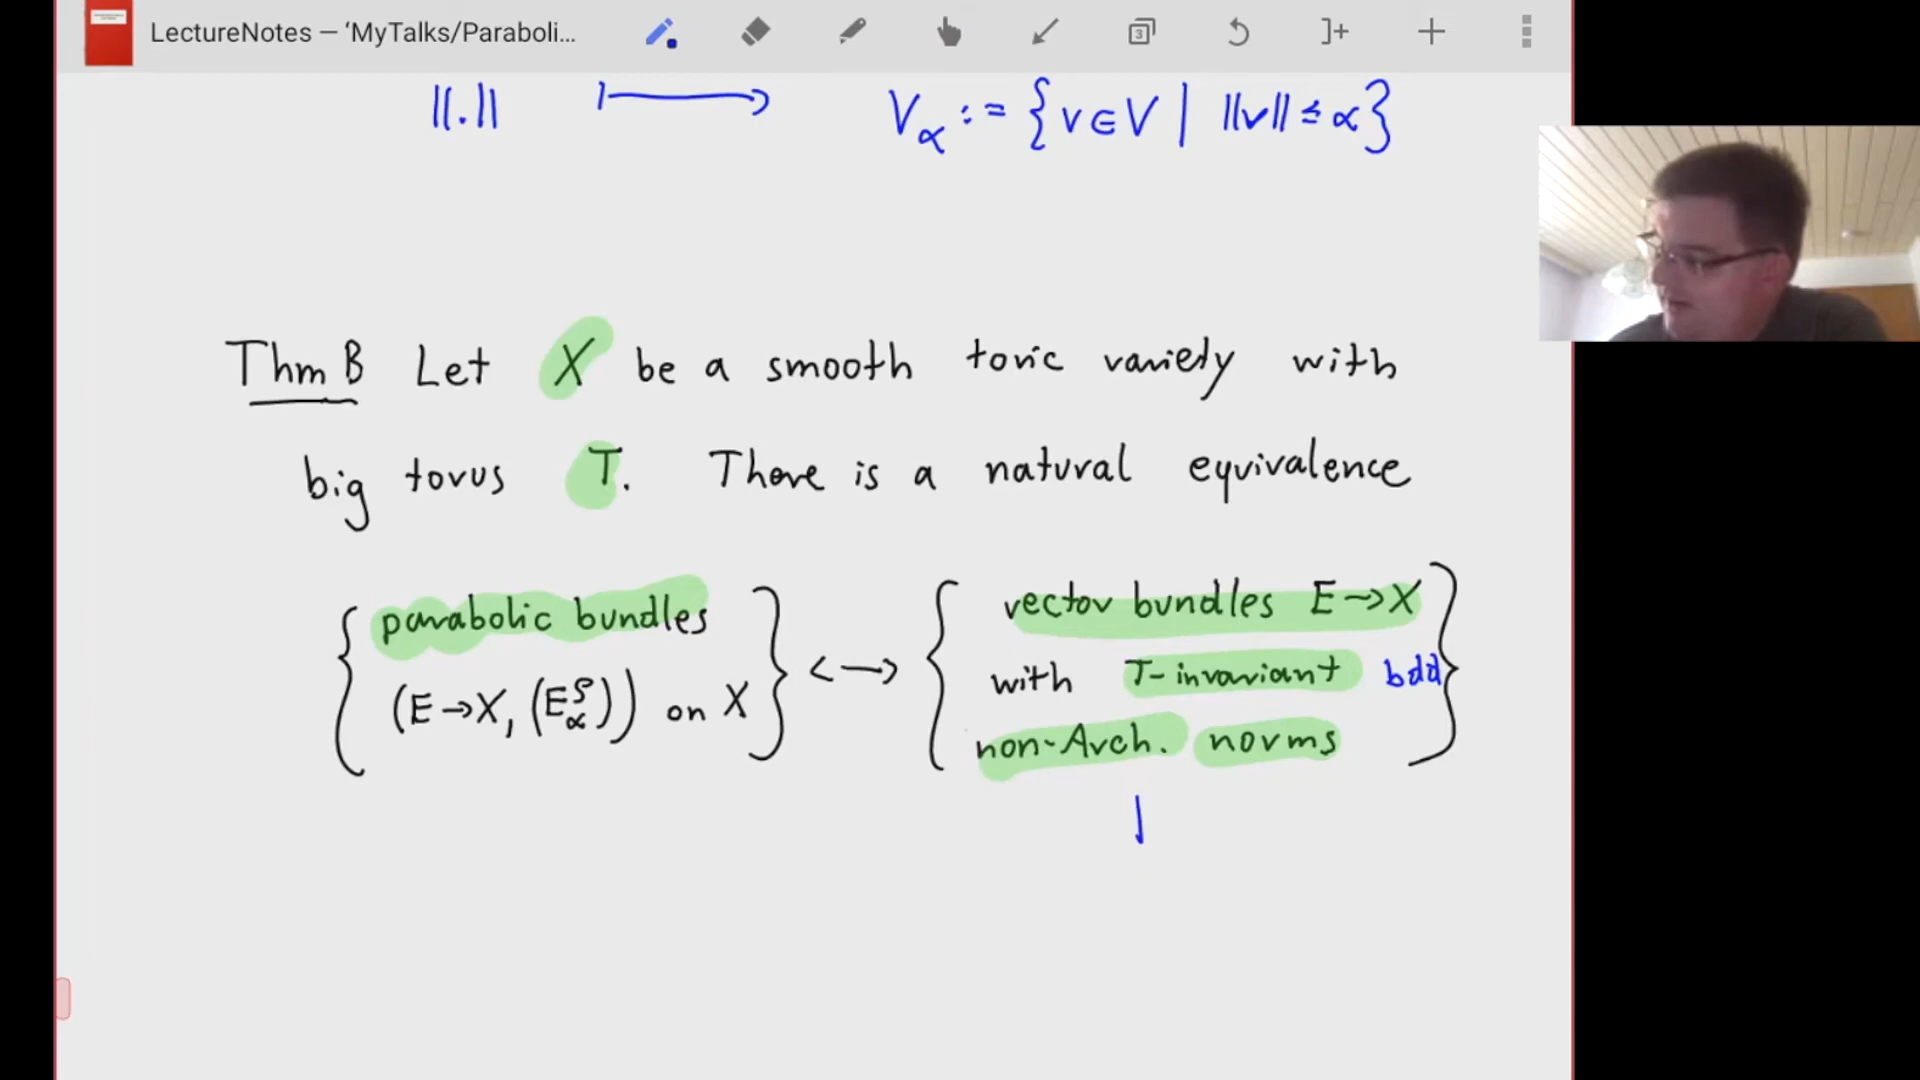 LectureNotes – ‘MyTalks/Paraboli...
3
||.|| ⟼ V_α := {v∈V | ||v|| ≤ α}
Thm B Let X be a smooth toric variety with
big torus T. There is a natural equivalence
{parabolic bundles (E→X, (E^ρ_α)) on X} <—> {vector bundles E→X with T-invariant bdd non-Arch. norms}